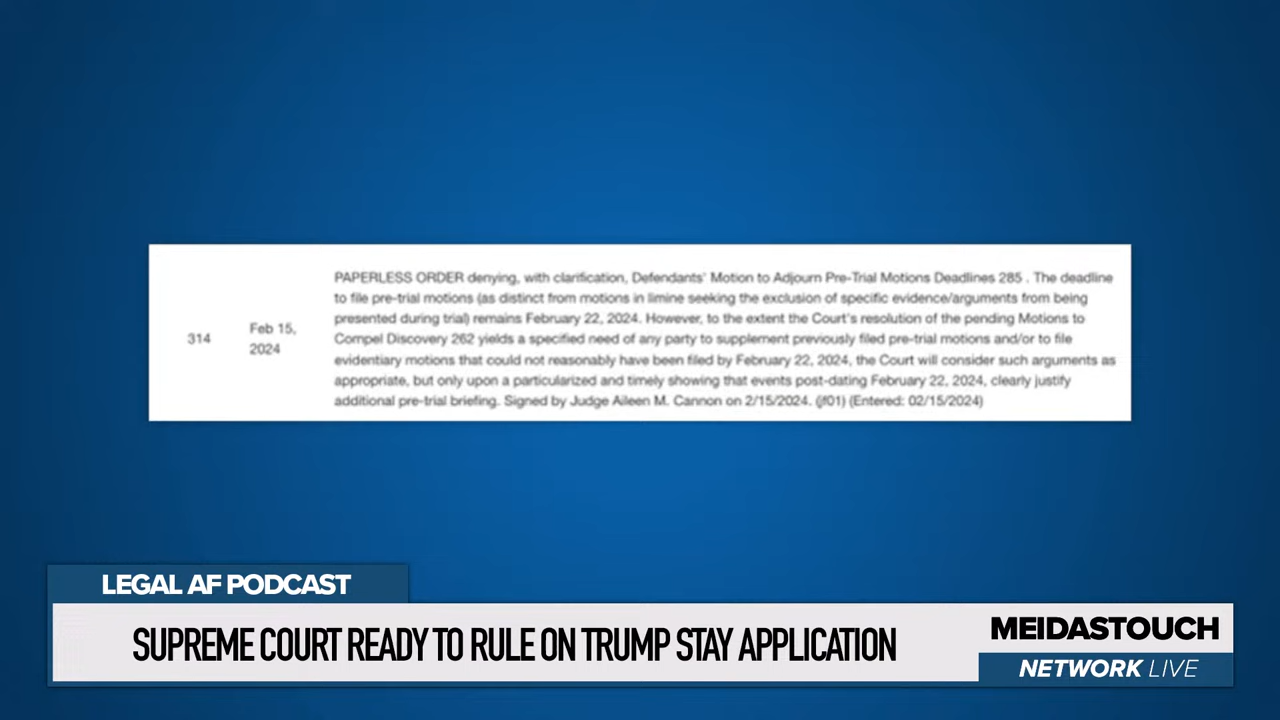 PAPERLESS ORDER denying, with clarification, Defendants' Motion to Adjourn Pre-Trial Motions Deadlines 285 . The deadline
to file pre-trial motions (as distinct from motions in limine seeking the exclusion of specific evidence/arguments from being
presented during trial) remains February 22, 2024. However, to the extent the Court's resolution of the pending Motions to
314
Feb 15,
2024
Compel Discovery 262 yields a specified need of any party to supplement previously filed pre-trial motions and/or to file
evidentiary motions that could not reasonably have been filed by February 22, 2024, the Court will consider such arguments as
appropriate, but only upon a particularized and timely showing that events post-dating February 22, 2024, clearly justify
additional pre-trial briefing. Signed by Judge Aileen M. Cannon on 2/15/2024. (jf01) (Entered: 02/15/2024)
LEGAL AF PODCAST
SUPREME COURT READY TO RULE ON TRUMP STAY APPLICATION
MEIDASTOUCH
NETWORK LIVE